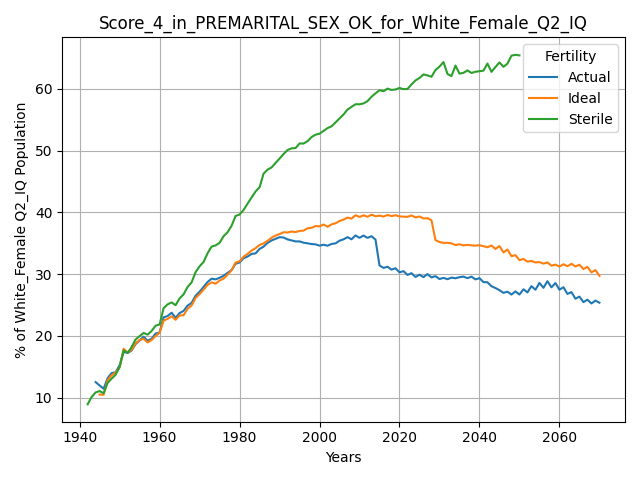 Score_4_in_PREMARITAL_SEX_OK_for_White_Female_Q2_IQ
% of White_Female Q2_IQ Population
60
50
40
30
20
10
Fertility
Actual
Ideal
Sterile
1940 1960 1980 2000 2020 2040 2060
Years